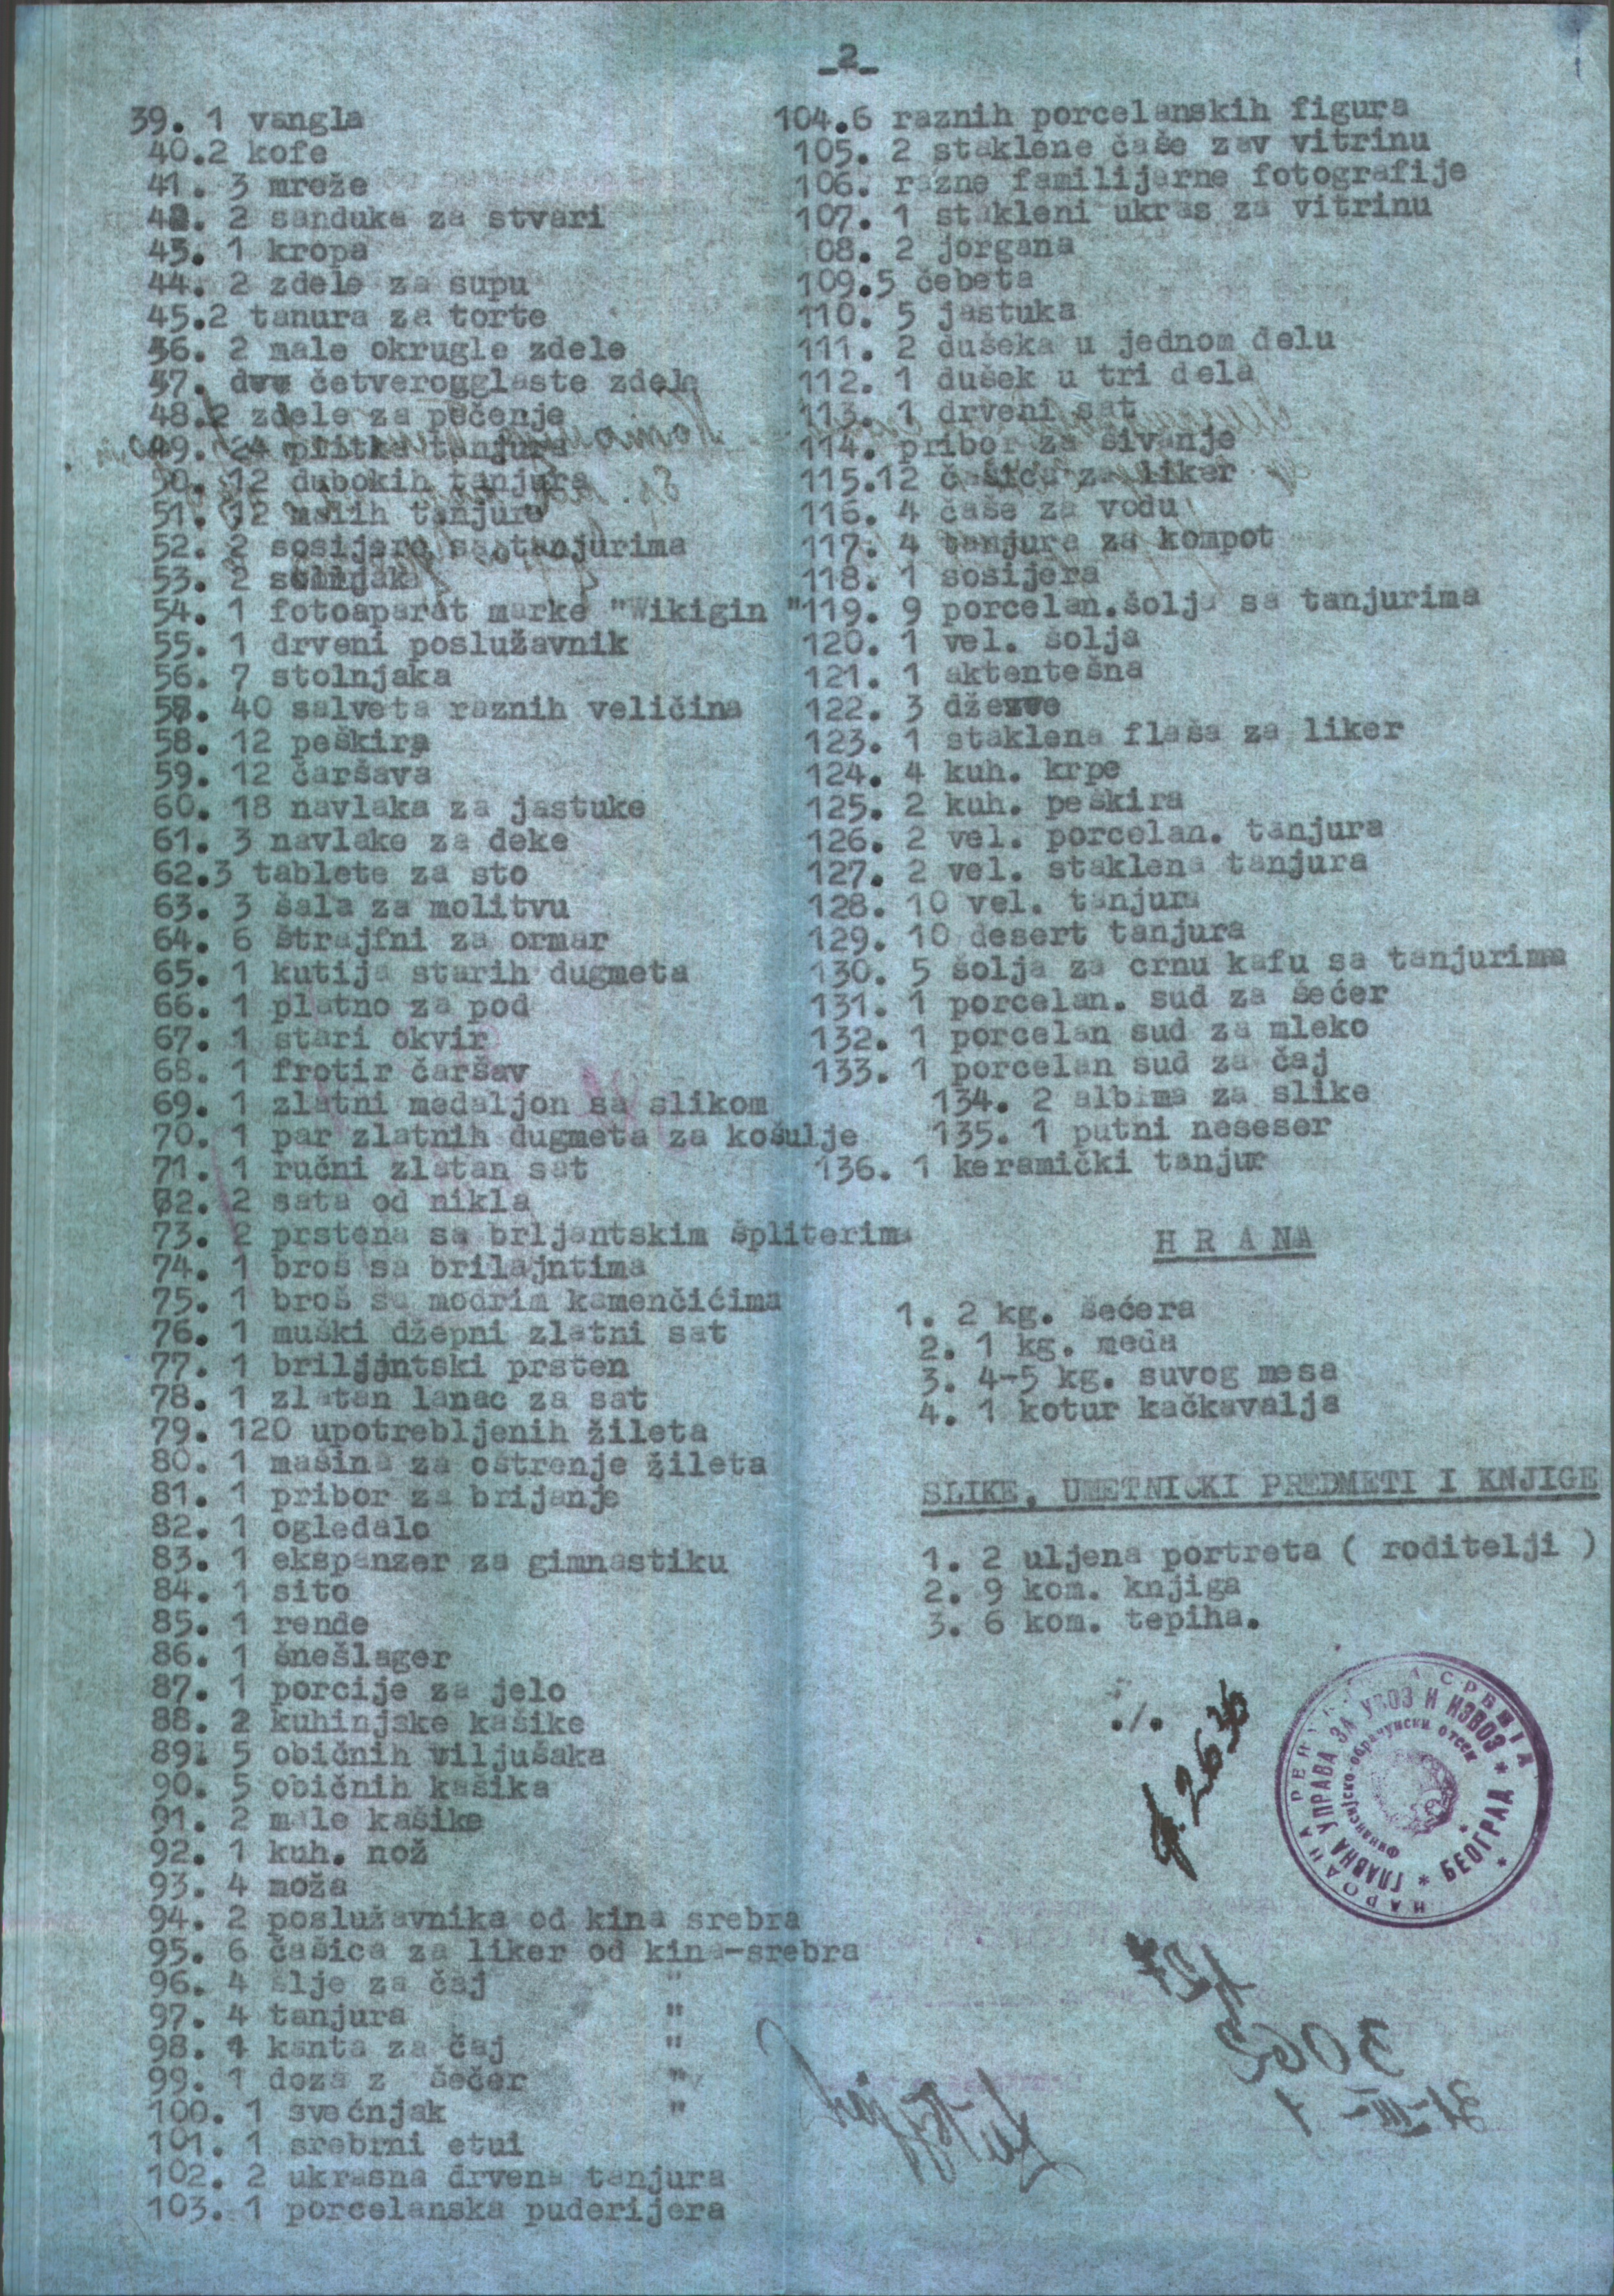 -2-
39. 1 vangla
40.2 kofe
41. 3 mreže
42. 2 sanduka za stvari
43. 1 kropa
44. 2 zdele za supu
45.2 tanura za torte
46. 2 male okrugle zdele
47. dve četverougglaste zdele
48.2 zdele za pečenje
49. 24 plitka tanjura
50. 12 dubokih tanjura
51. 12 malih tanjura
52. 2 sosijere sa tanjurima
53. 2 stolnjaka
54. 1 fotoaparat marke "Wikigin "
55. 1 drveni poslužavnik
56. 7 stolnjaka
57. 40 salveta raznih veličina
58. 12 peškira
59. 12 čaršava
60. 18 navlaka za jastuke
61. 3 navlake za deke
62.3 tablete za sto
63. 3 šala za molitvu
64. 6 štrajfni za ormar
65. 1 kutija starih dugmeta
66. 1 platno za pod
67. 1 stari okvir
68. 1 frotir čaršav
69. 1 zlatni medaljon sa slikom
70. 1 par zlatnih dugmeta za košulje
71. 1 ručni zlatan sat
72. 2 sata od nikla
73. 2 prstena sa brljantskim špliterima
74. 1 broš sa brilajntima
75. 1 broš sa modrim kamenčićima
76. 1 muški džepni zlatni sat
77. 1 briljjntski prsten
78. 1 zlatan lanac za sat
79. 120 upotrebljenih žileta
80. 1 mašina za oštrenje žileta
81. 1 pribor za brijanje
82. 1 ogledalo
83. 1 ekspanzer za gimnastiku
84. 1 sito
85. 1 rende
86. 1 šnešlager
87. 1 porcije za jelo
88. 2 kuhinjske kašike
89. 5 običnih viljušaka
90. 5 običnih kašika
91. 2 male kašike
92. 1 kuh. nož
93. 4 noža
94. 2 poslužavnika od kina srebra
95. 6 čašica za liker od kina-srebra
96. 4 šlje za čaj "
97. 4 tanjura "
98. 1 kanta za čaj "
99. 1 doza z šećer "
100. 1 svećnjak "
101. 1 srebrni etui
102. 2 ukrasna drvena tanjura
103. 1 porcelanska puderijera
104.6 raznih porcelanskih figura
105. 2 staklene čaše zav vitrinu
106. razne familijarne fotografije
107. 1 stakleni ukras za vitrinu
108. 2 jorgana
109.5 ćebeta
110. 5 jastuka
111. 2 dušeka u jednom delu
112. 1 dušek u tri dela
113. 1 drveni sat
114. pribor za šivanje
115.12 čašica za liker
116. 4 čaše za vodu
117. 4 tanjura za kompot
118. 1 sosijera
119. 9 porcelan.šolja sa tanjurima
120. 1 vel. šolja
121. 1 aktentešna
122. 3 džezve
123. 1 staklena flaša za liker
124. 4 kuh. krpe
125. 2 kuh. peškira
126. 2 vel. porcelan. tanjura
127. 2 vel. staklena tanjura
128. 10 vel. tanjura
129. 10 desert tanjura
130. 5 šolja za crnu kafu sa tanjurima
131. 1 porcelan. sud za šećer
132. 1 porcelan sud za mleko
133. 1 porcelan sud za čaj
134. 2 albima za slike
135. 1 putni neseser
136. 1 keramički tanjur
H R A NA
1. 2 kg. šećera
2. 1 kg. meda
3. 4-5 kg. suvog mesa
4. 1 kotur kačkavalja
SLIKE, UMETNICKI PREDMETI I KNJIGE
1. 2 uljena portreta ( roditelji )
2. 9 kom. knjiga
3. 6 kom. tepiha.
./.
НАРОДНА РЕПУБЛИКА СРБИЈА
ГЛАВНА УПРАВА ЗА УВОЗ И ИЗВОЗ * БЕОГРАД *
Финансијско-обрачунски отсек
3062